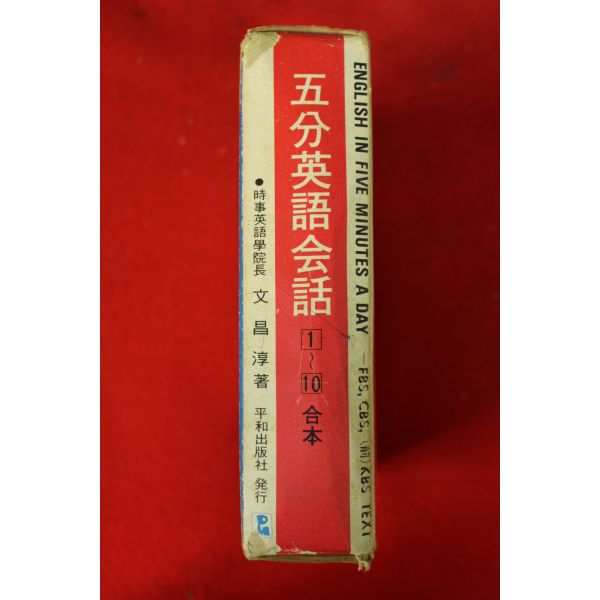 ENGLISH IN FIVE MINUTES A DAY —FBS, CBS, (前)KBS TEXT
五分英語会話 1~10 合本
●時事英語學院長 文昌淳著 平和出版社 発行